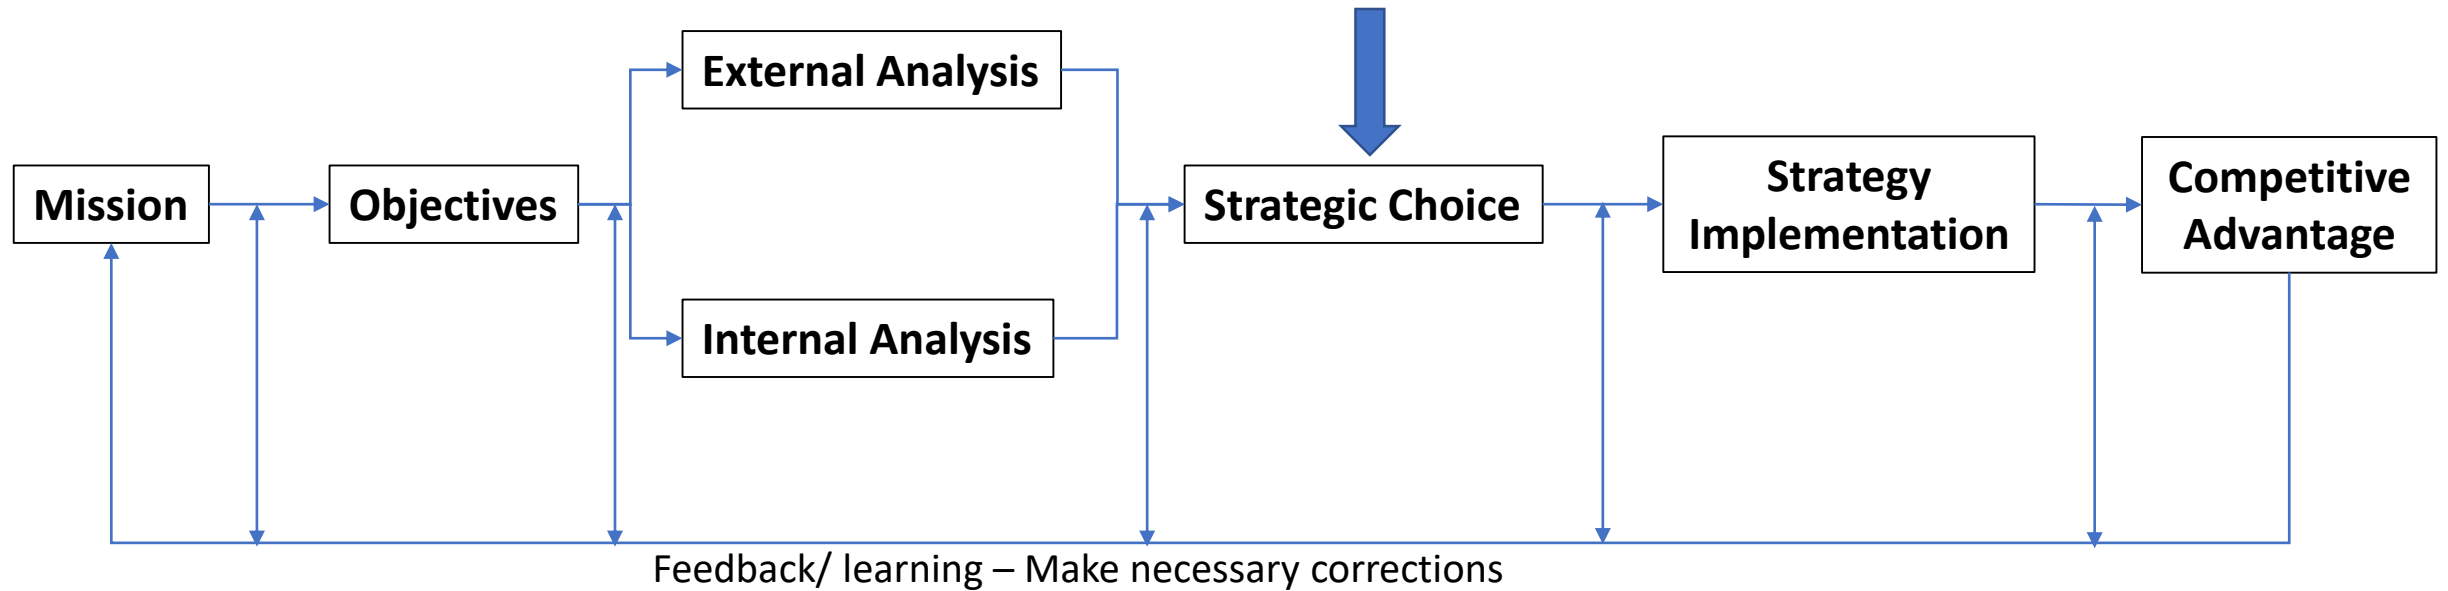 External Analysis
Mission
Objectives
Strategic Choice
Strategy
Implementation
Competitive
Advantage
Internal Analysis
Feedback/ learning – Make necessary corrections